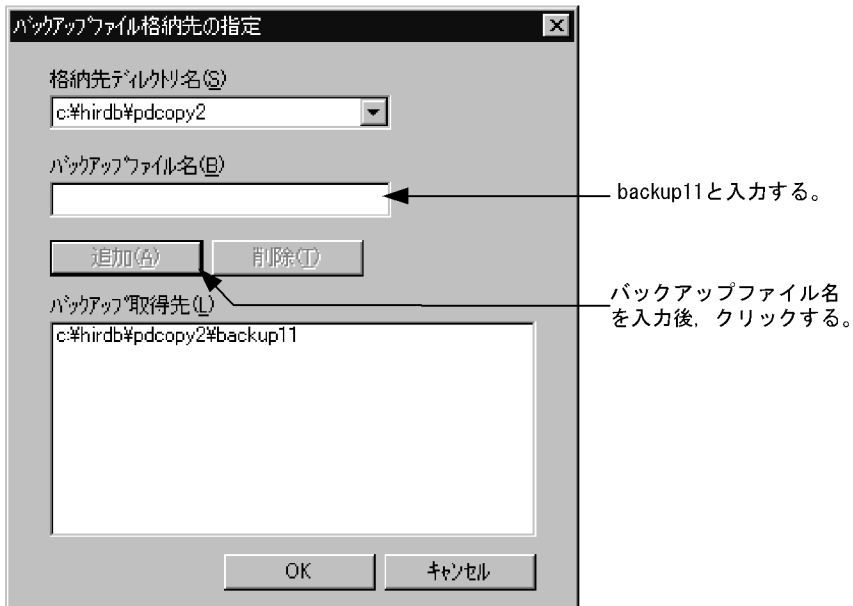 バックアップファイル格納先の指定
格納先ディレクトリ名(S)
c:¥hirdb¥pdcopy2
バックアップファイル名(B)
backup11と入力する。
追加(A)
削除(T)
バックアップファイル名
を入力後,クリックする。
バックアップ取得先(L)
c:¥hirdb¥pdcopy2¥backup11
OK
キャンセル